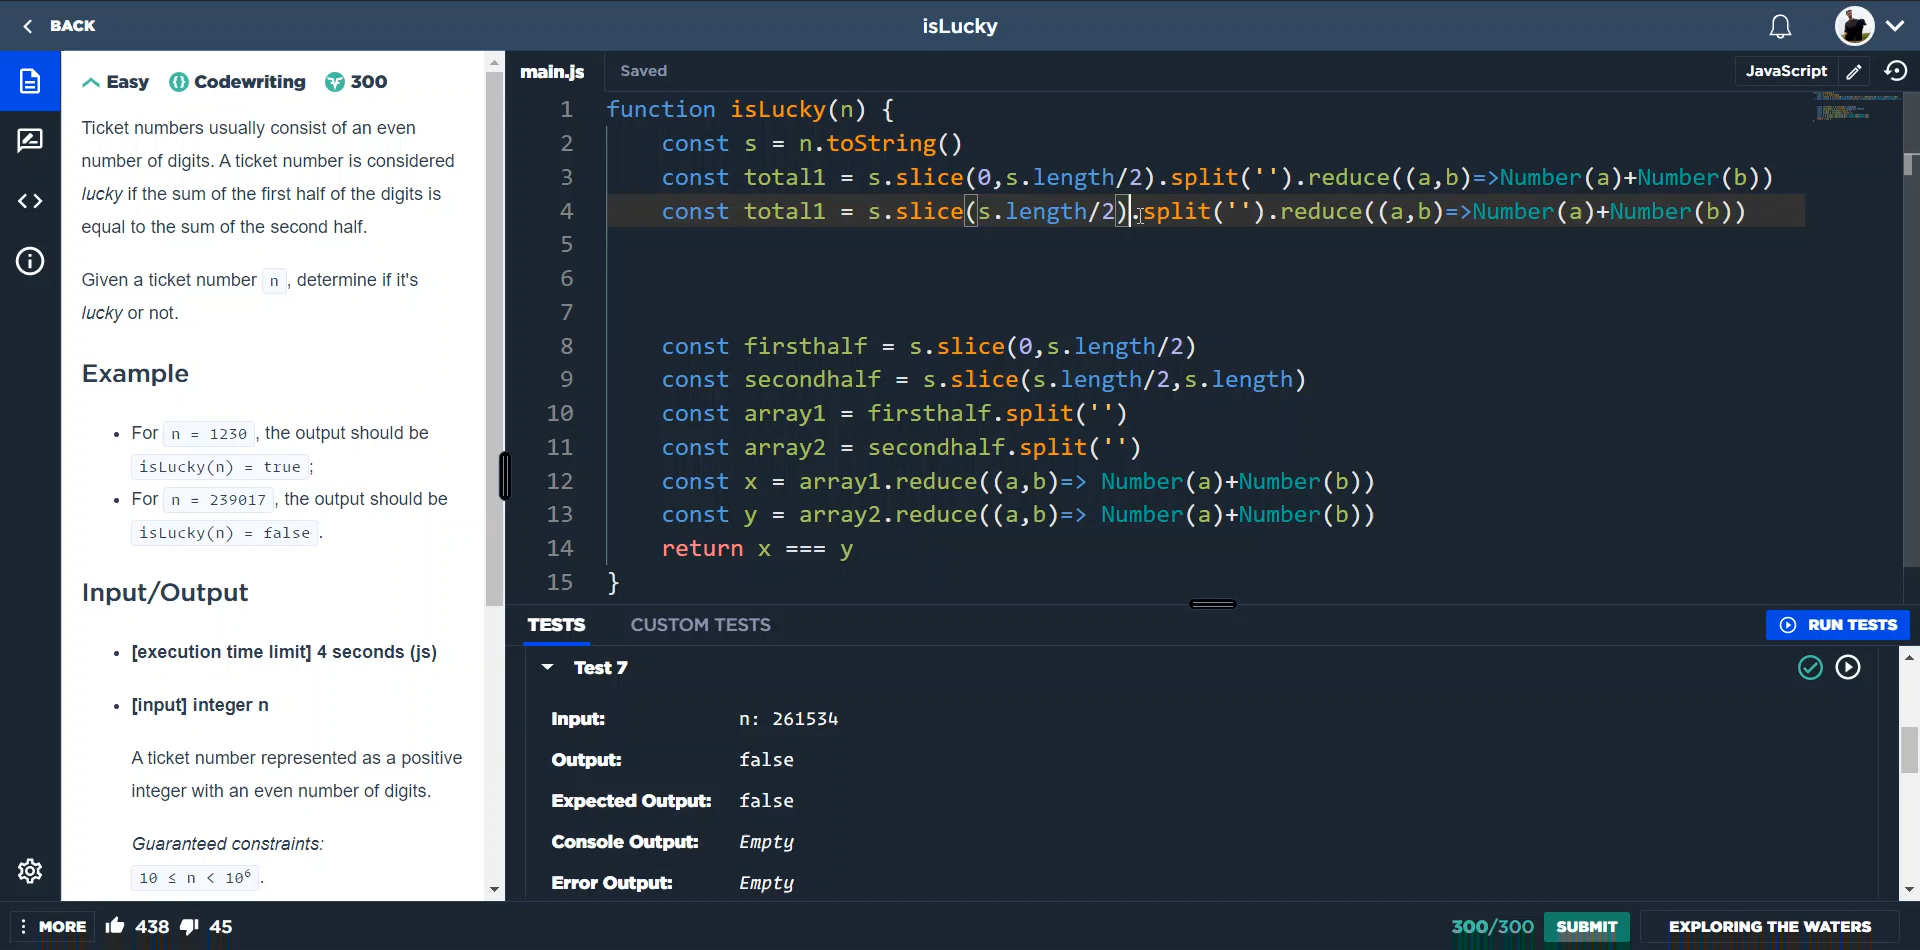 BACK
isLucky
Easy Codewriting 300
Ticket numbers usually consist of an even
number of digits. A ticket number is considered
lucky if the sum of the first half of the digits is
equal to the sum of the second half.
Given a ticket number n, determine if it's
lucky or not.
Example
• For n = 1230, the output should be
isLucky(n) = true;
• For n = 239017, the output should be
isLucky(n) = false.
Input/Output
• [execution time limit] 4 seconds (js)
• [input] integer n
A ticket number represented as a positive
integer with an even number of digits.
Guaranteed constraints:
10 ≤ n < 10⁶.
main.js Saved JavaScript
1 function isLucky(n) {
2 const s = n.toString()
3 const total1 = s.slice(0,s.length/2).split('').reduce((a,b)=>Number(a)+Number(b))
4 const total1 = s.slice(s.length/2).split('').reduce((a,b)=>Number(a)+Number(b))
5
6
7
8 const firsthalf = s.slice(0,s.length/2)
9 const secondhalf = s.slice(s.length/2,s.length)
10 const array1 = firsthalf.split('')
11 const array2 = secondhalf.split('')
12 const x = array1.reduce((a,b)=> Number(a)+Number(b))
13 const y = array2.reduce((a,b)=> Number(a)+Number(b))
14 return x === y
15 }
TESTS CUSTOM TESTS RUN TESTS
Test 7
Input: n: 261534
Output: false
Expected Output: false
Console Output: Empty
Error Output: Empty
MORE 438 45
300/300 SUBMIT EXPLORING THE WATERS